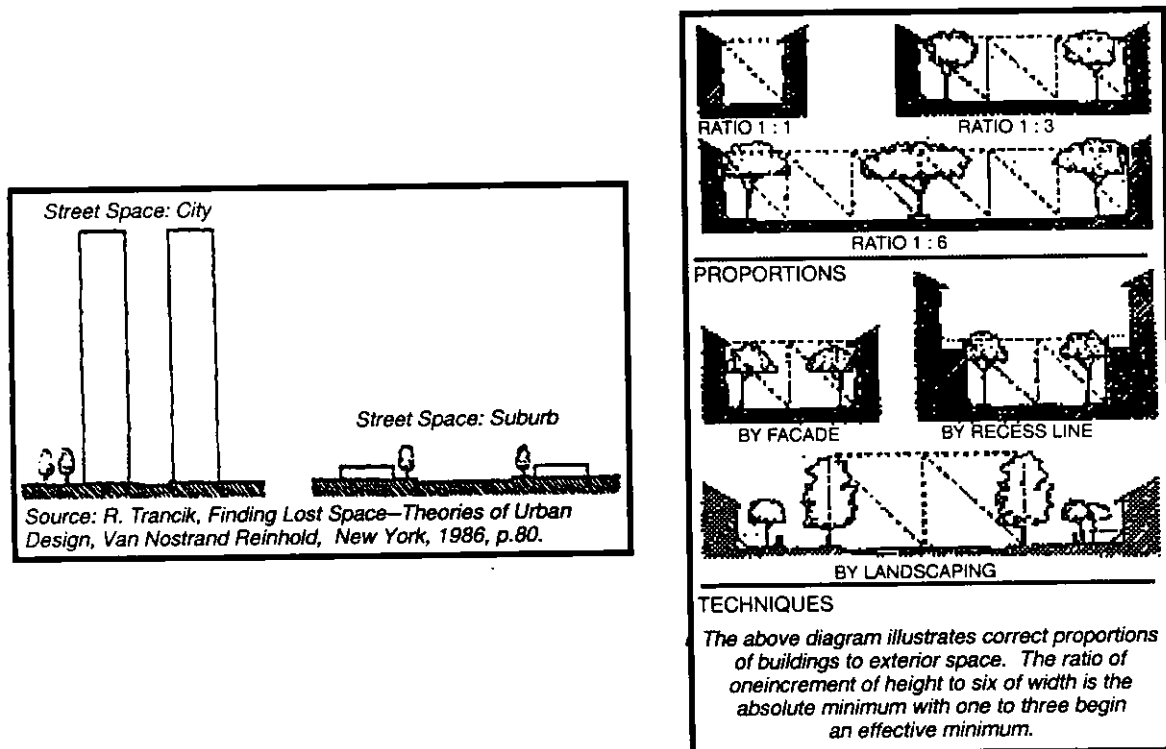 Street Space: City
Street Space: Suburb
Source: R. Trancik, Finding Lost Space—Theories of Urban
Design, Van Nostrand Reinhold, New York, 1986, p.80.
RATIO 1 : 1
RATIO 1 : 3
RATIO 1 : 6
PROPORTIONS
BY FACADE
BY RECESS LINE
BY LANDSCAPING
TECHNIQUES
The above diagram illustrates correct proportions
of buildings to exterior space. The ratio of
oneincrement of height to six of width is the
absolute minimum with one to three begin
an effective minimum.